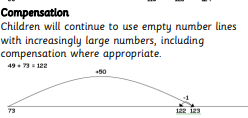 Compensation
Children will continue to use empty number lines
with increasingly large numbers, including
compensation where appropriate.
49 + 73 = 122
+50
-1
73 122 123